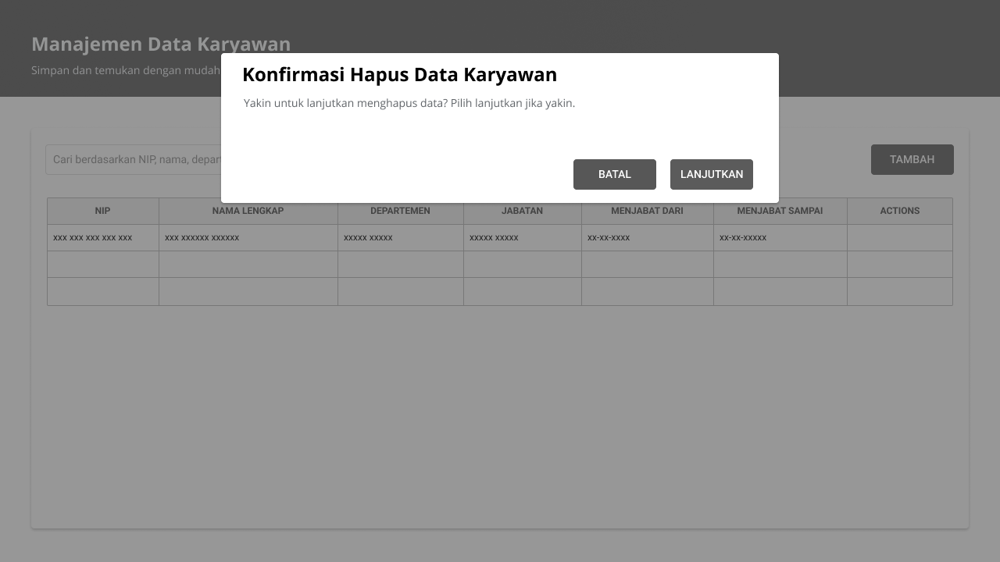 Manajemen Data Karyawan
Simpan dan temukan dengan mudah
Konfirmasi Hapus Data Karyawan
Yakin untuk lanjutkan menghapus data? Pilih lanjutkan jika yakin.
BATAL LANJUTKAN
Cari berdasarkan NIP, nama, TAMBAH
NIP NAMA LENGKAP DEPARTEMEN JABATAN MENJABAT DARI MENJABAT SAMPAI ACTIONS
xxx xxx xxx xxx xxx xxx xxxxxx xxxxxx xxxxx xxxxx xxxxx xxxxx xx-xx-xxxx xx-xx-xxxxx